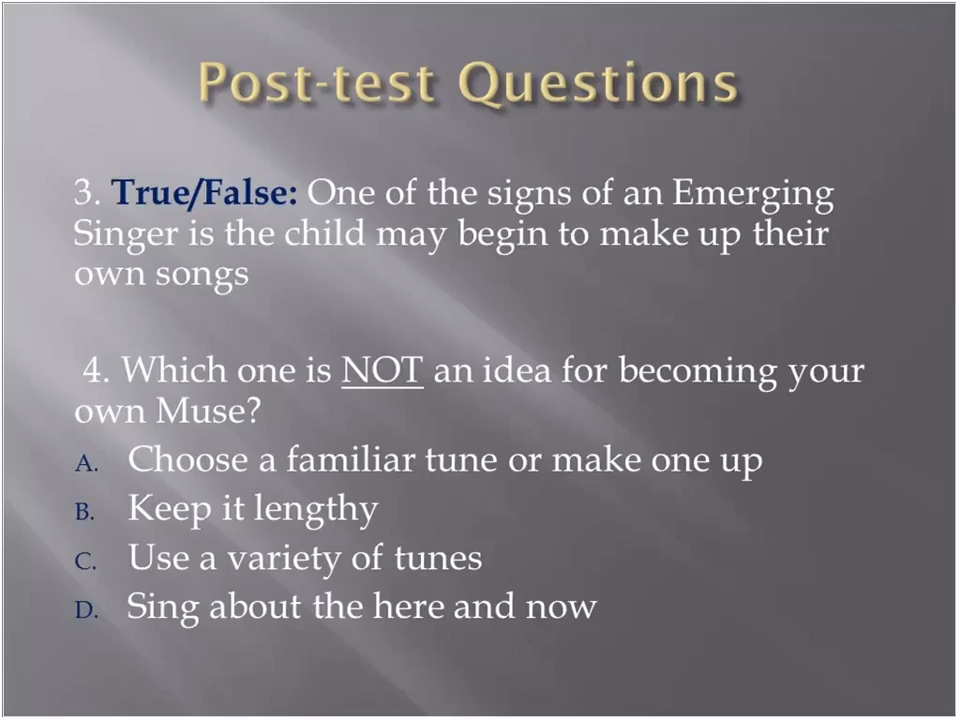 Post-test Questions
3. True/False: One of the signs of an Emerging
Singer is the child may begin to make up their
own songs
4. Which one is NOT an idea for becoming your
own Muse?
A. Choose a familiar tune or make one up
B. Keep it lengthy
C. Use a variety of tunes
D. Sing about the here and now